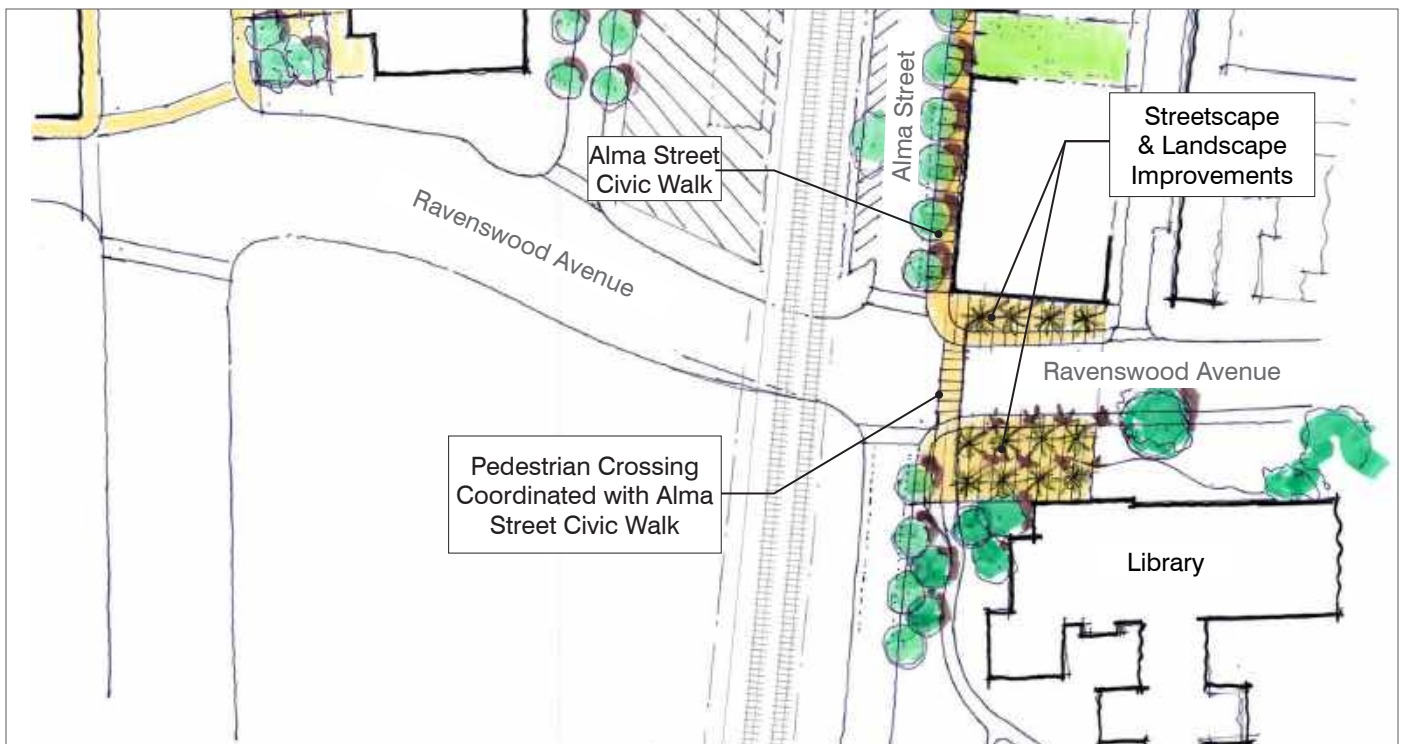 Alma Street
Streetscape
& Landscape
Improvements
Alma Street
Civic Walk
Ravenswood Avenue
Ravenswood Avenue
Pedestrian Crossing
Coordinated with Alma
Street Civic Walk
Library